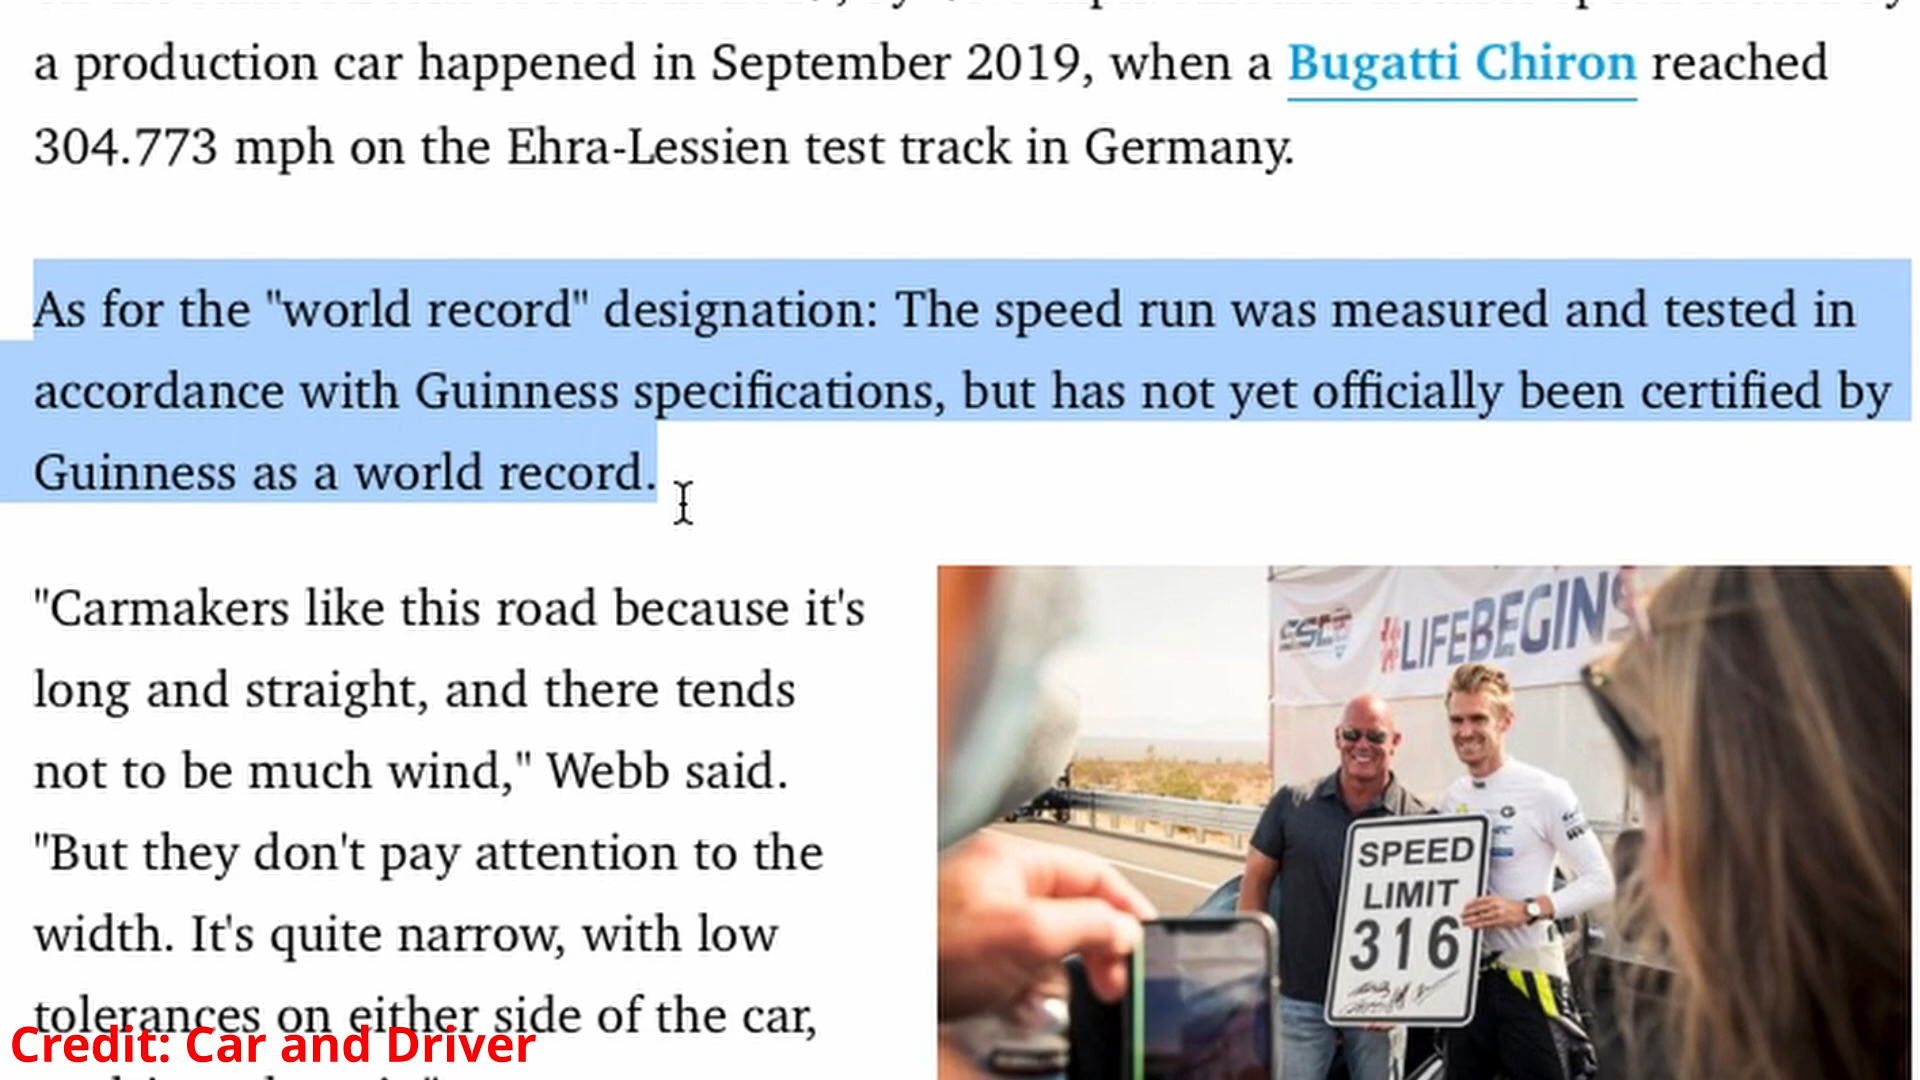 a production car happened in September 2019, when a Bugatti Chiron reached
304.773 mph on the Ehra-Lessien test track in Germany.
As for the "world record" designation: The speed run was measured and tested in
accordance with Guinness specifications, but has not yet officially been certified by
Guinness as a world record.
"Carmakers like this road because it's
long and straight, and there tends
not to be much wind," Webb said.
"But they don't pay attention to the
width. It's quite narrow, with low
tolerances on either side of the car,
Credit: Car and Driver
#LIFEBEGINS
SPEED
LIMIT
316